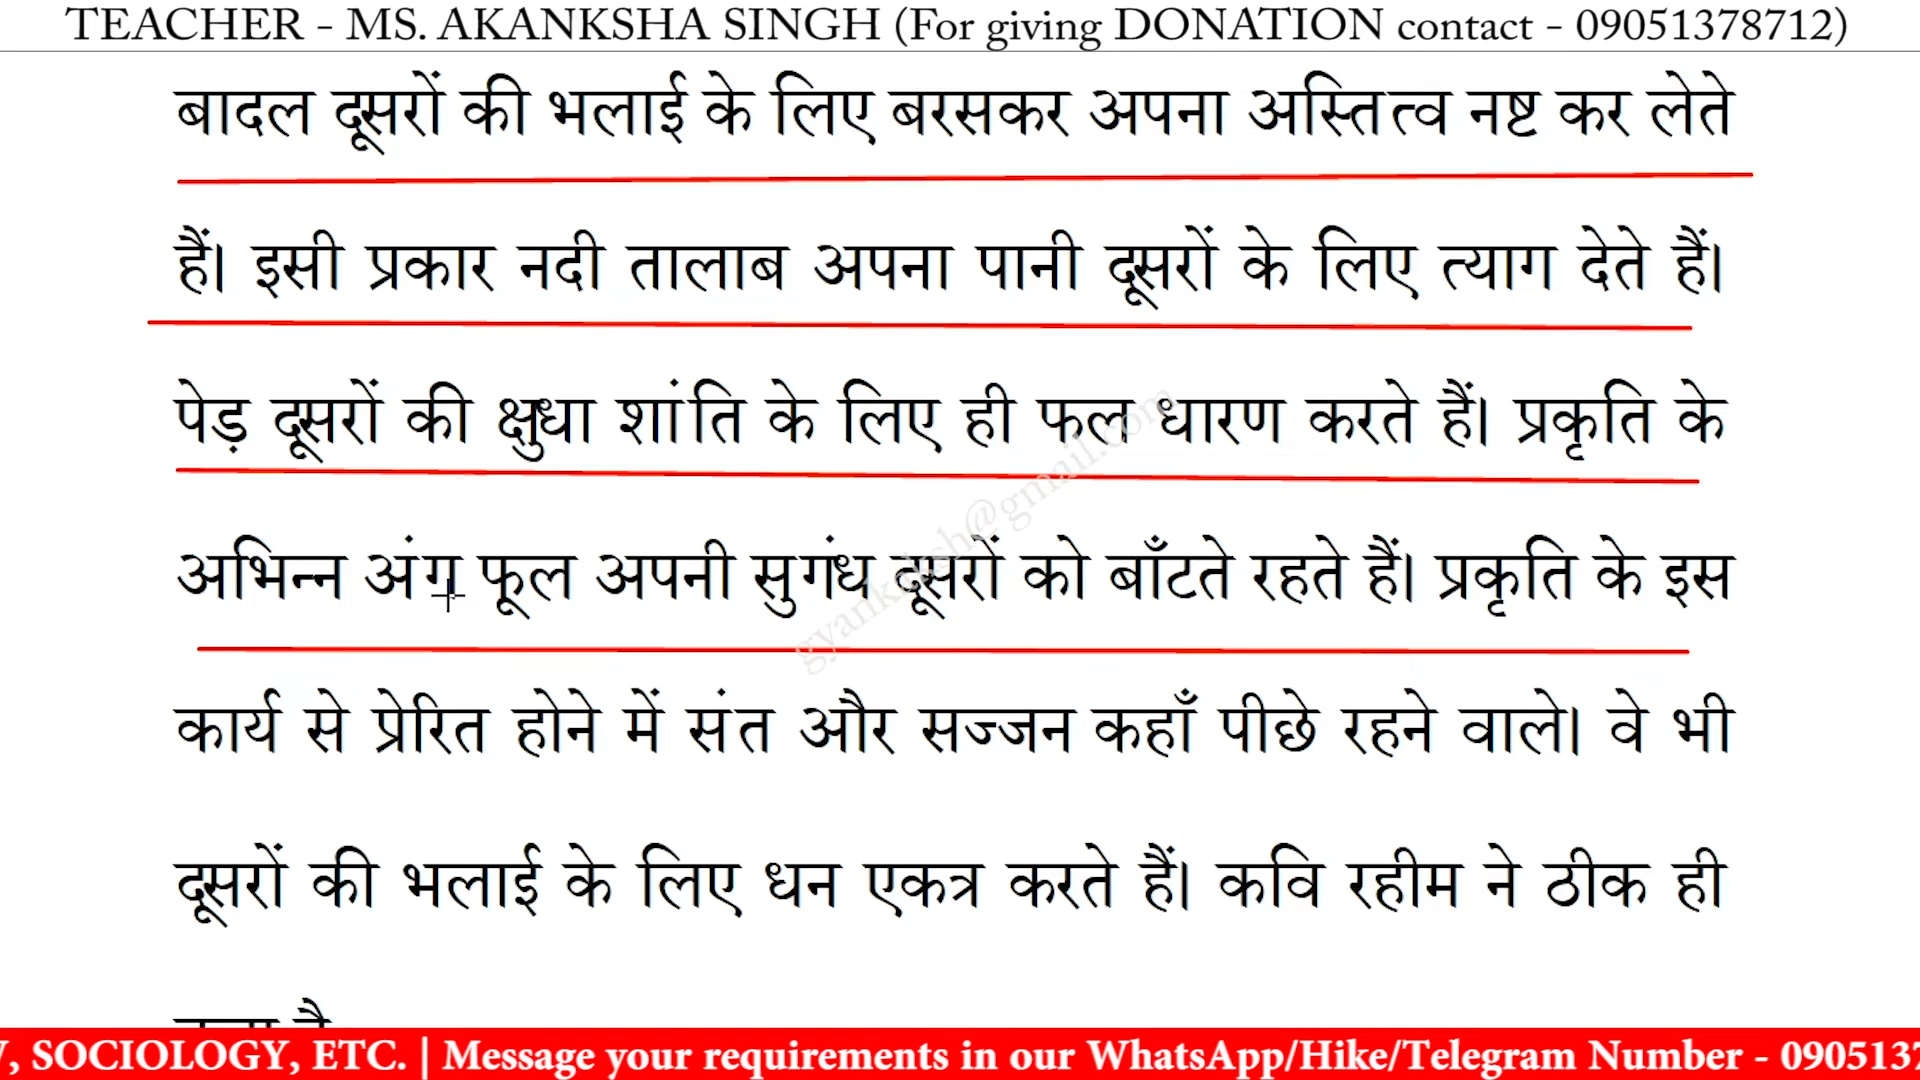 TEACHER - MS. AKANKSHA SINGH (For giving DONATION contact - 09051378712)
बादल दूसरों की भलाई के लिए बरसकर अपना अस्तित्व नष्ट कर लेते
हैं। इसी प्रकार नदी तालाब अपना पानी दूसरों के लिए त्याग देते हैं।
पेड़ दूसरों की क्षुधा शांति के लिए ही फल धारण करते हैं। प्रकृति के
अभिन्न अंग फूल अपनी सुगंध दूसरों को बाँटते रहते हैं। प्रकृति के इस
कार्य से प्रेरित होने में संत और सज्जन कहाँ पीछे रहने वाले। वे भी
दूसरों की भलाई के लिए धन एकत्र करते हैं। कवि रहीम ने ठीक ही
, SOCIOLOGY, ETC. | Message your requirements in our WhatsApp/Hike/Telegram Number - 090513